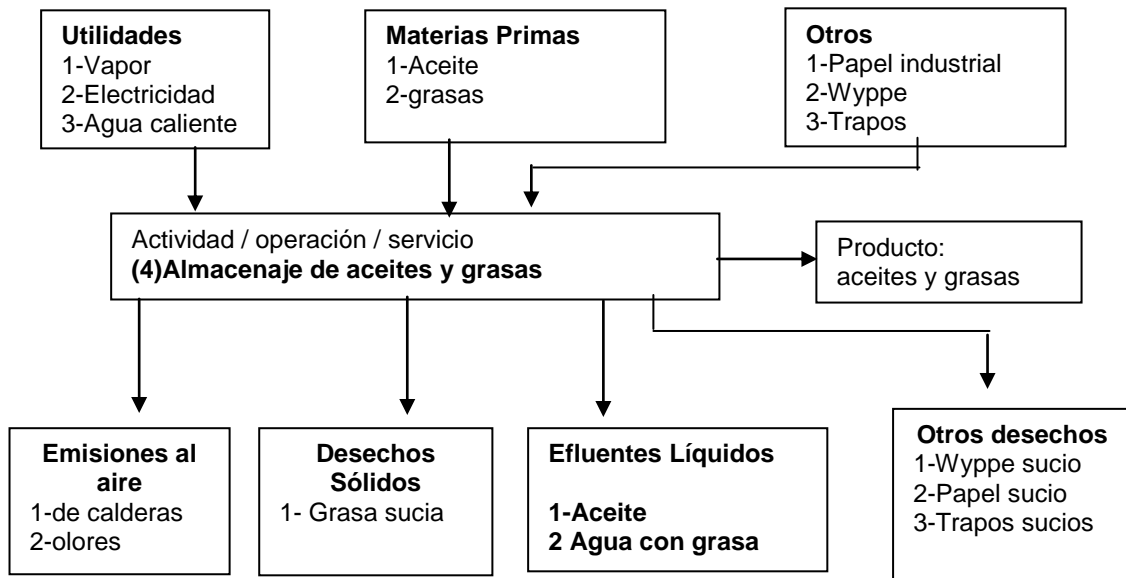 Utilidades
1-Vapor
2-Electricidad
3-Agua caliente
Materias Primas
1-Aceite
2-grasas
Otros
1-Papel industrial
2-Wyppe
3-Trapos
Actividad / operación / servicio
(4)Almacenaje de aceites y grasas
Producto:
aceites y grasas
Emisiones al
aire
1-de calderas
2-olores
Desechos
Sólidos
1- Grasa sucia
Efluentes Líquidos
1-Aceite
2 Agua con grasa
Otros desechos
1-Wyppe sucio
2-Papel sucio
3-Trapos sucios